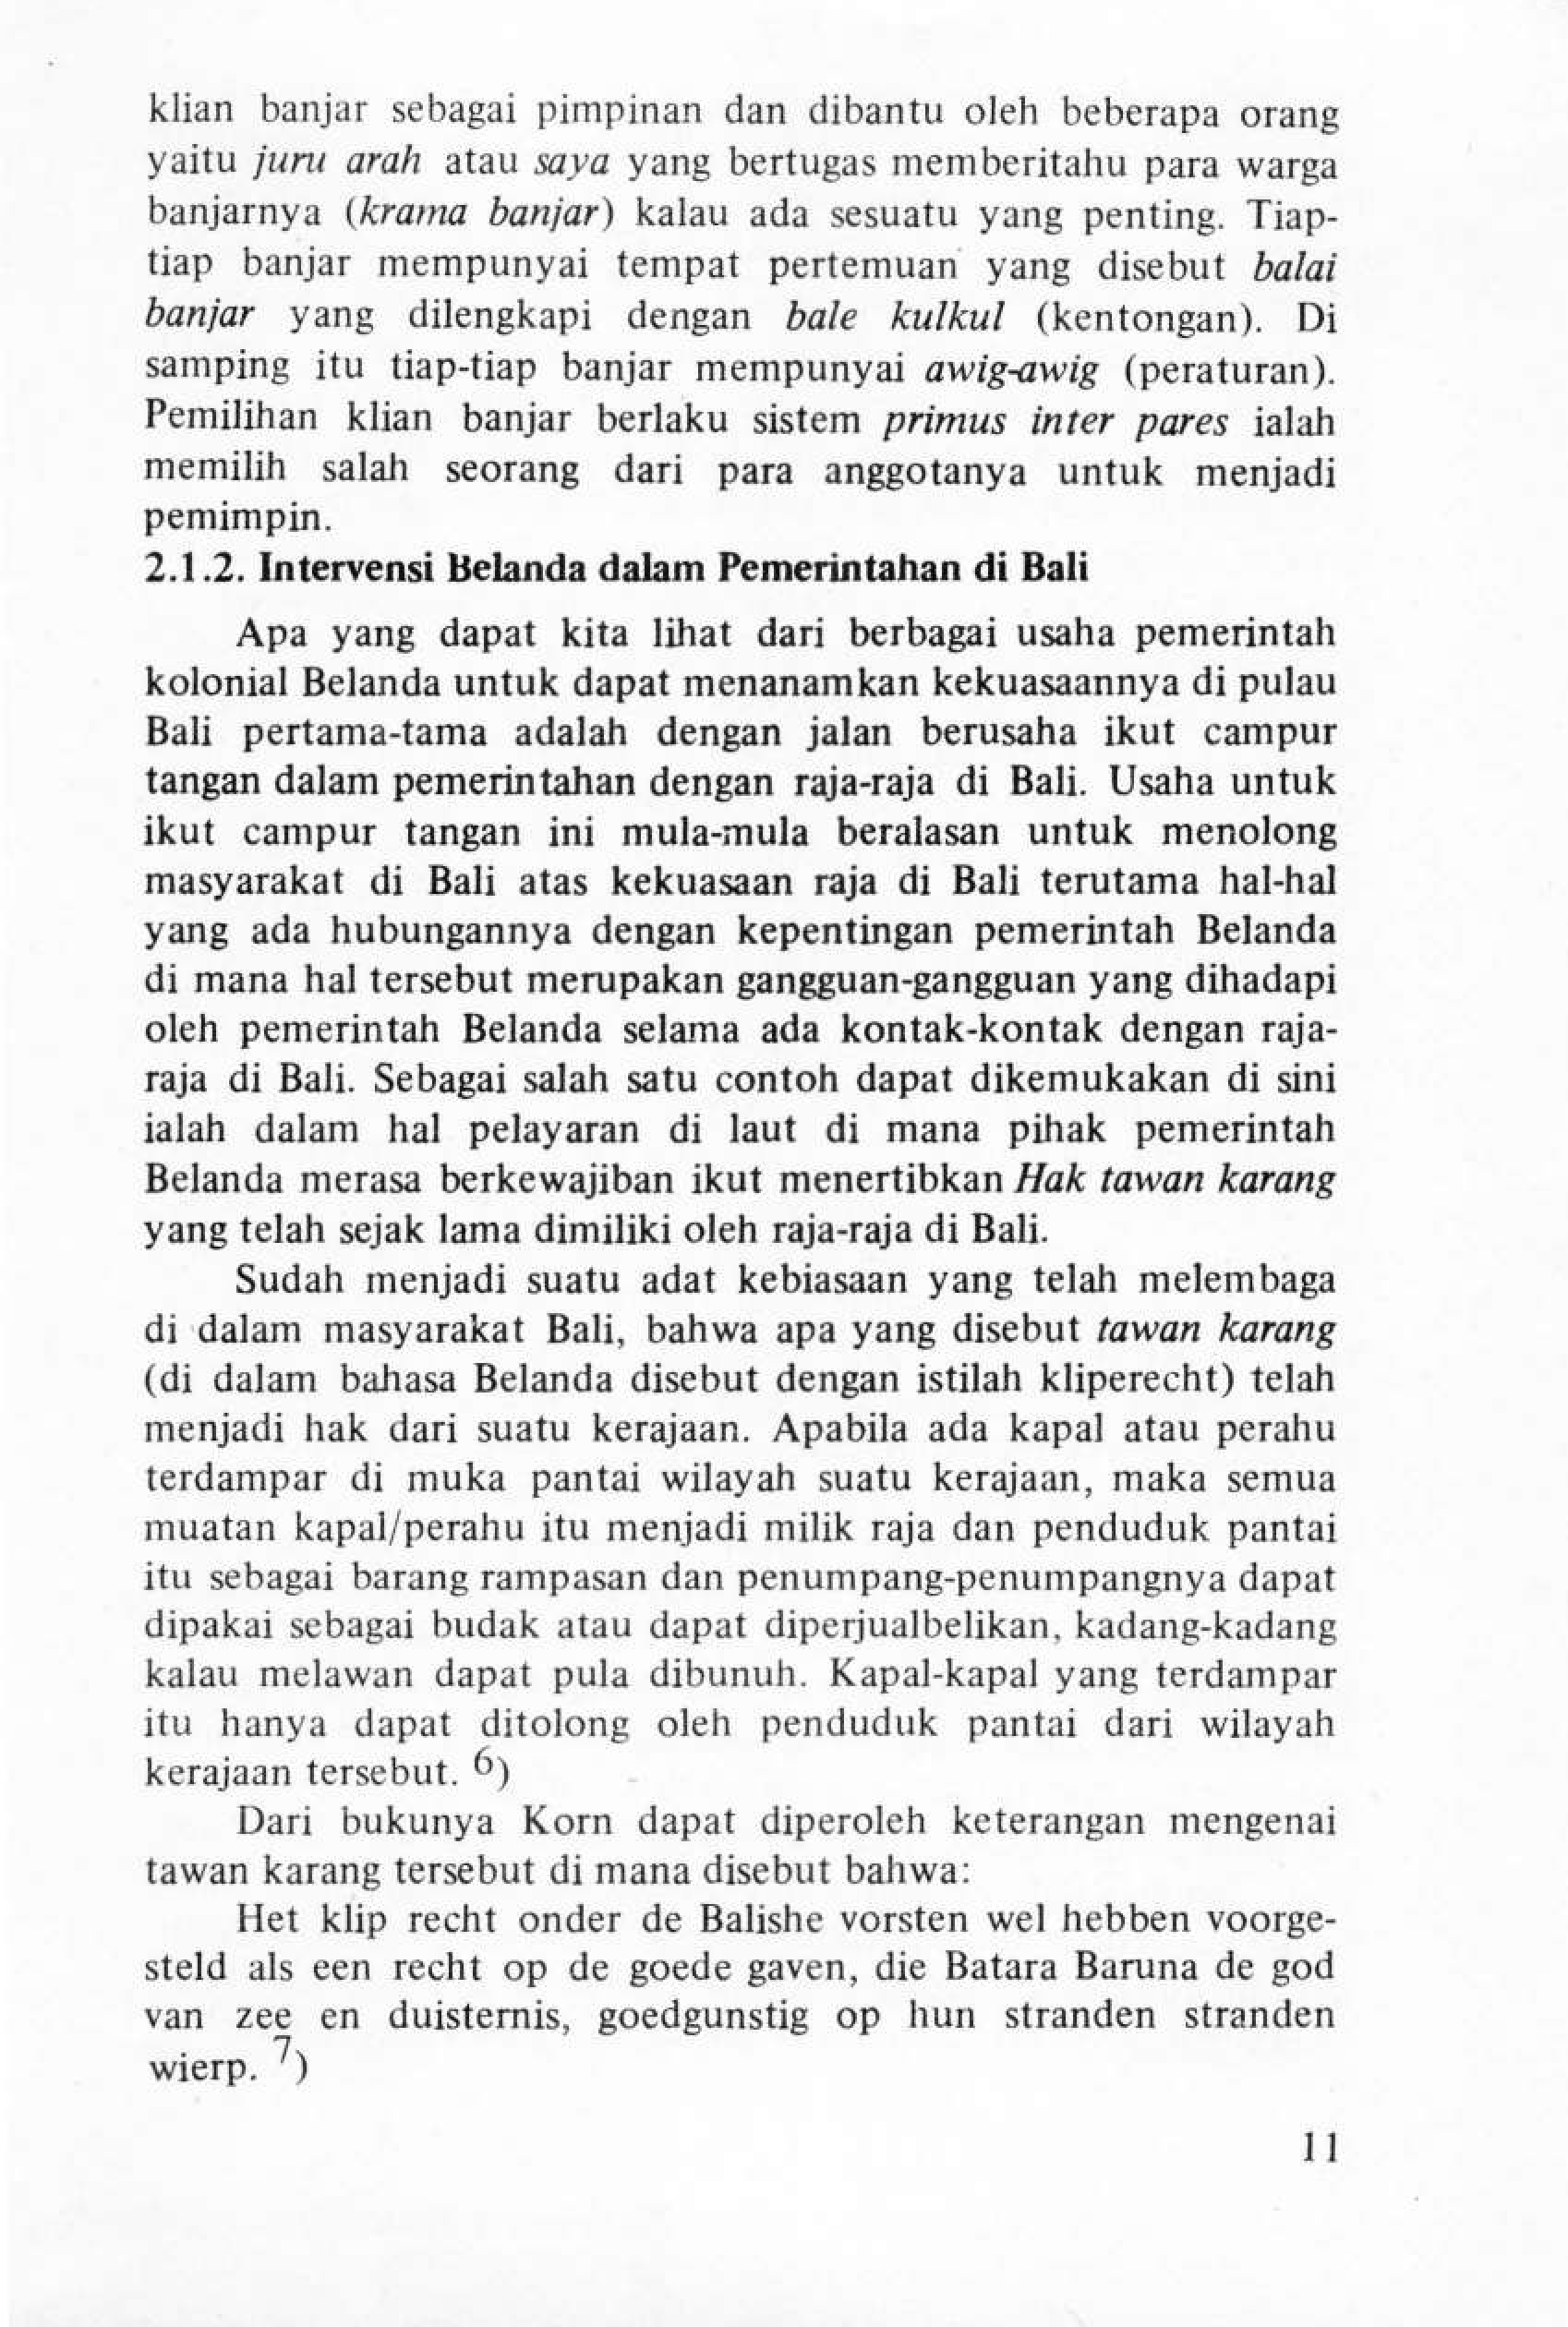 klian banjar sebagai pimpinan dan dibantu oleh beberapa orang
yaitu juru arah atau saya yang bertugas memberitahu para warga
banjarnya (krama banjar) kalau ada sesuatu yang penting. Tiap-
tiap banjar mempunyai tempat pertemuan yang disebut balai
banjar yang dilengkapi dengan bale kulkul (kentongan). Di
samping itu tiap-tiap banjar mempunyai awig-awig (peraturan).
Pemilihan klian banjar berlaku sistem primus inter pares ialah
memilih salah seorang dari para anggotanya untuk menjadi
pemimpin.
2.1.2. Intervensi Belanda dalam Pemerintahan di Bali
Apa yang dapat kita lihat dari berbagai usaha pemerintah
kolonial Belanda untuk dapat menanamkan kekuasaannya di pulau
Bali pertama-tama adalah dengan jalan berusaha ikut campur
tangan dalam pemerintahan dengan raja-raja di Bali. Usaha untuk
ikut campur tangan ini mula-mula beralasan untuk menolong
masyarakat di Bali atas kekuasaan raja di Bali terutama hal-hal
yang ada hubungannya dengan kepentingan pemerintah Belanda
di mana hal tersebut merupakan gangguan-gangguan yang dihadapi
oleh pemerintah Belanda selama ada kontak-kontak dengan raja-
raja di Bali. Sebagai salah satu contoh dapat dikemukakan di sini
ialah dalam hal pelayaran di laut di mana pihak pemerintah
Belanda merasa berkewajiban ikut menertibkan Hak tawan karang
yang telah sejak lama dimiliki oleh raja-raja di Bali.
Sudah menjadi suatu adat kebiasaan yang telah melembaga
di dalam masyarakat Bali, bahwa apa yang disebut tawan karang
(di dalam bahasa Belanda disebut dengan istilah kliperecht) telah
menjadi hak dari suatu kerajaan. Apabila ada kapal atau perahu
terdampar di muka pantai wilayah suatu kerajaan, maka semua
muatan kapal/perahu itu menjadi milik raja dan penduduk pantai
itu sebagai barang rampasan dan penumpang-penumpangnya dapat
dipakai sebagai budak atau dapat diperjualbelikan, kadang-kadang
kalau melawan dapat pula dibunuh. Kapal-kapal yang terdampar
itu hanya dapat ditolong oleh penduduk pantai dari wilayah
kerajaan tersebut. 6)
Dari bukunya Korn dapat diperoleh keterangan mengenai
tawan karang tersebut di mana disebut bahwa:
Het klip recht onder de Balishe vorsten wel hebben voorge-
steld als een recht op de goede gaven, die Batara Baruna de god
van zee en duisternis, goedgunstig op hun stranden stranden
wierp. 7)
11